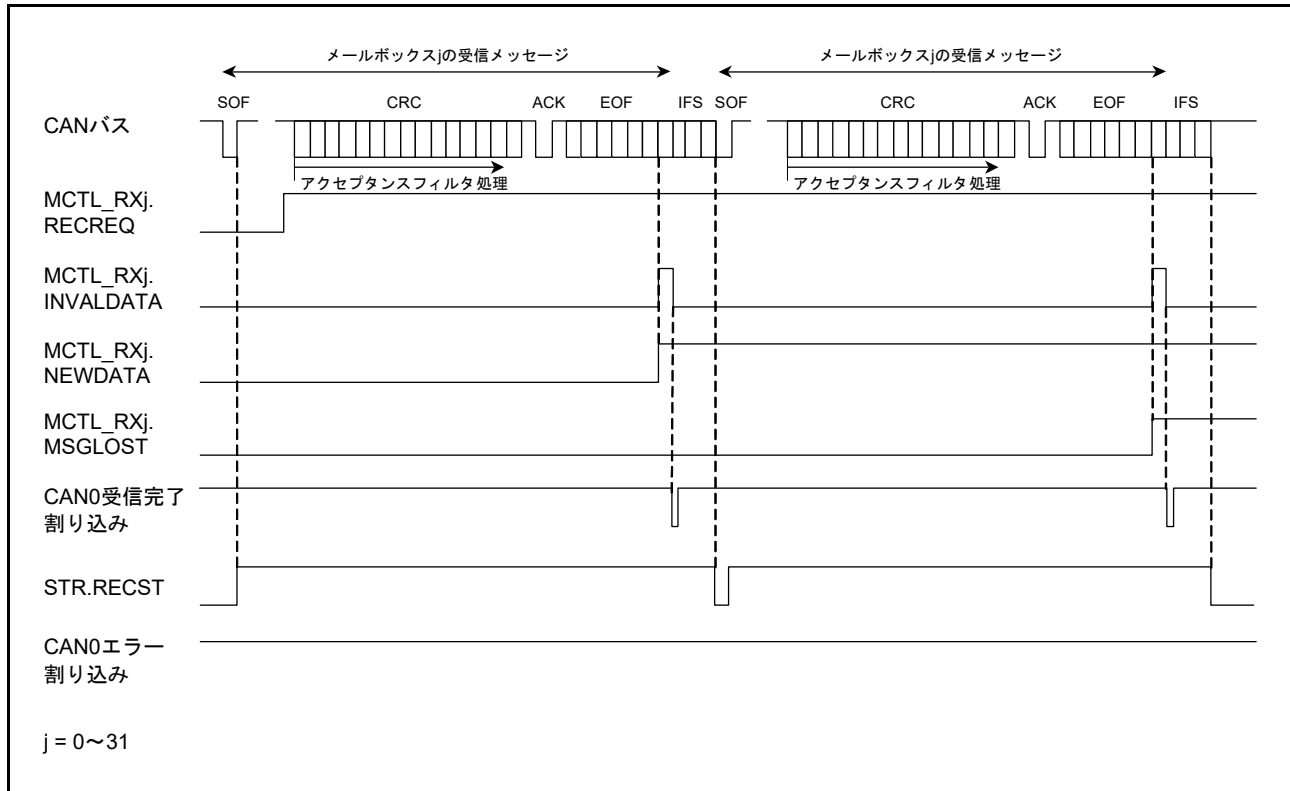 メールボックスjの受信メッセージ
メールボックスjの受信メッセージ
SOF CRC ACK EOF IFS SOF CRC ACK EOF IFS
CANバス
アクセプタンスフィルタ処理
アクセプタンスフィルタ処理
MCTL_RXj.
RECREQ
MCTL_RXj.
INVALDATA
MCTL_RXj.
NEWDATA
MCTL_RXj.
MSGLOST
CAN0受信完了
割り込み
STR.RECST
CAN0エラー
割り込み
j = 0～31